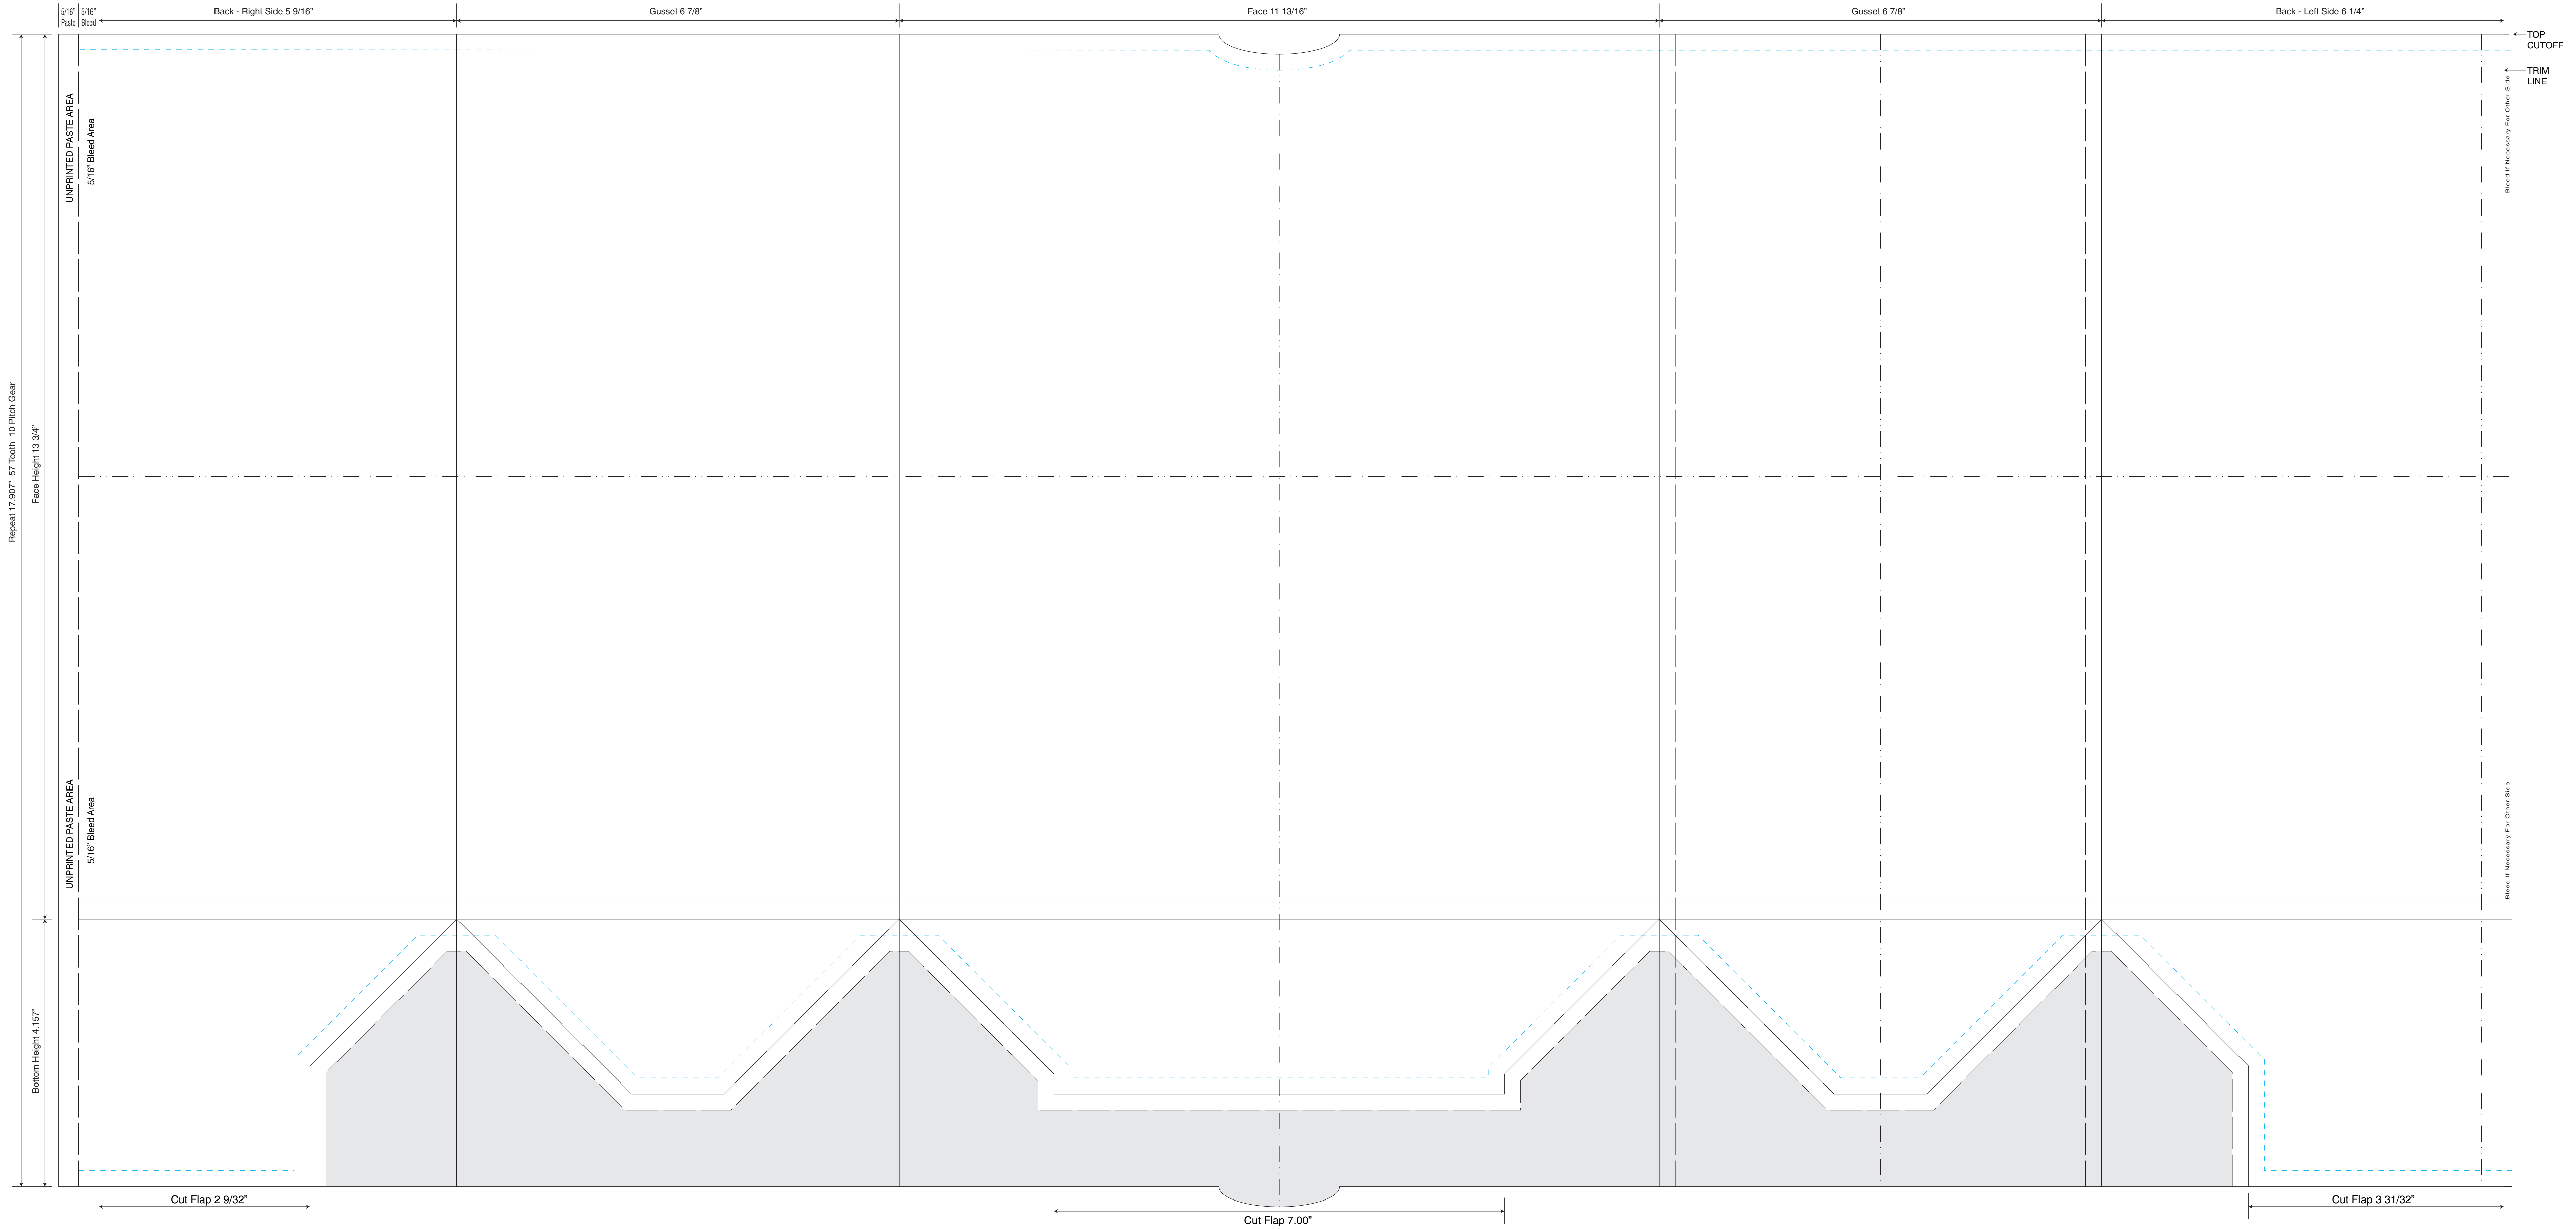 5/16"
Paste
5/16"
Bleed
Back - Right Side 5 9/16"
Gusset 6 7/8"
Face 11 13/16"
Gusset 6 7/8"
Back - Left Side 6 1/4"
TOP
CUTOFF
TRIM
LINE
UNPRINTED PASTE AREA
5/16" Bleed Area
Bleed If Necessary For Other Side
Repeat 17.907"  57 Tooth  10 Pitch Gear
Face Height 13 3/4"
UNPRINTED PASTE AREA
5/16" Bleed Area
Bleed If Necessary For Other Side
Bottom Height 4.157"
Cut Flap 2 9/32"
Cut Flap 7.00"
Cut Flap 3 31/32"